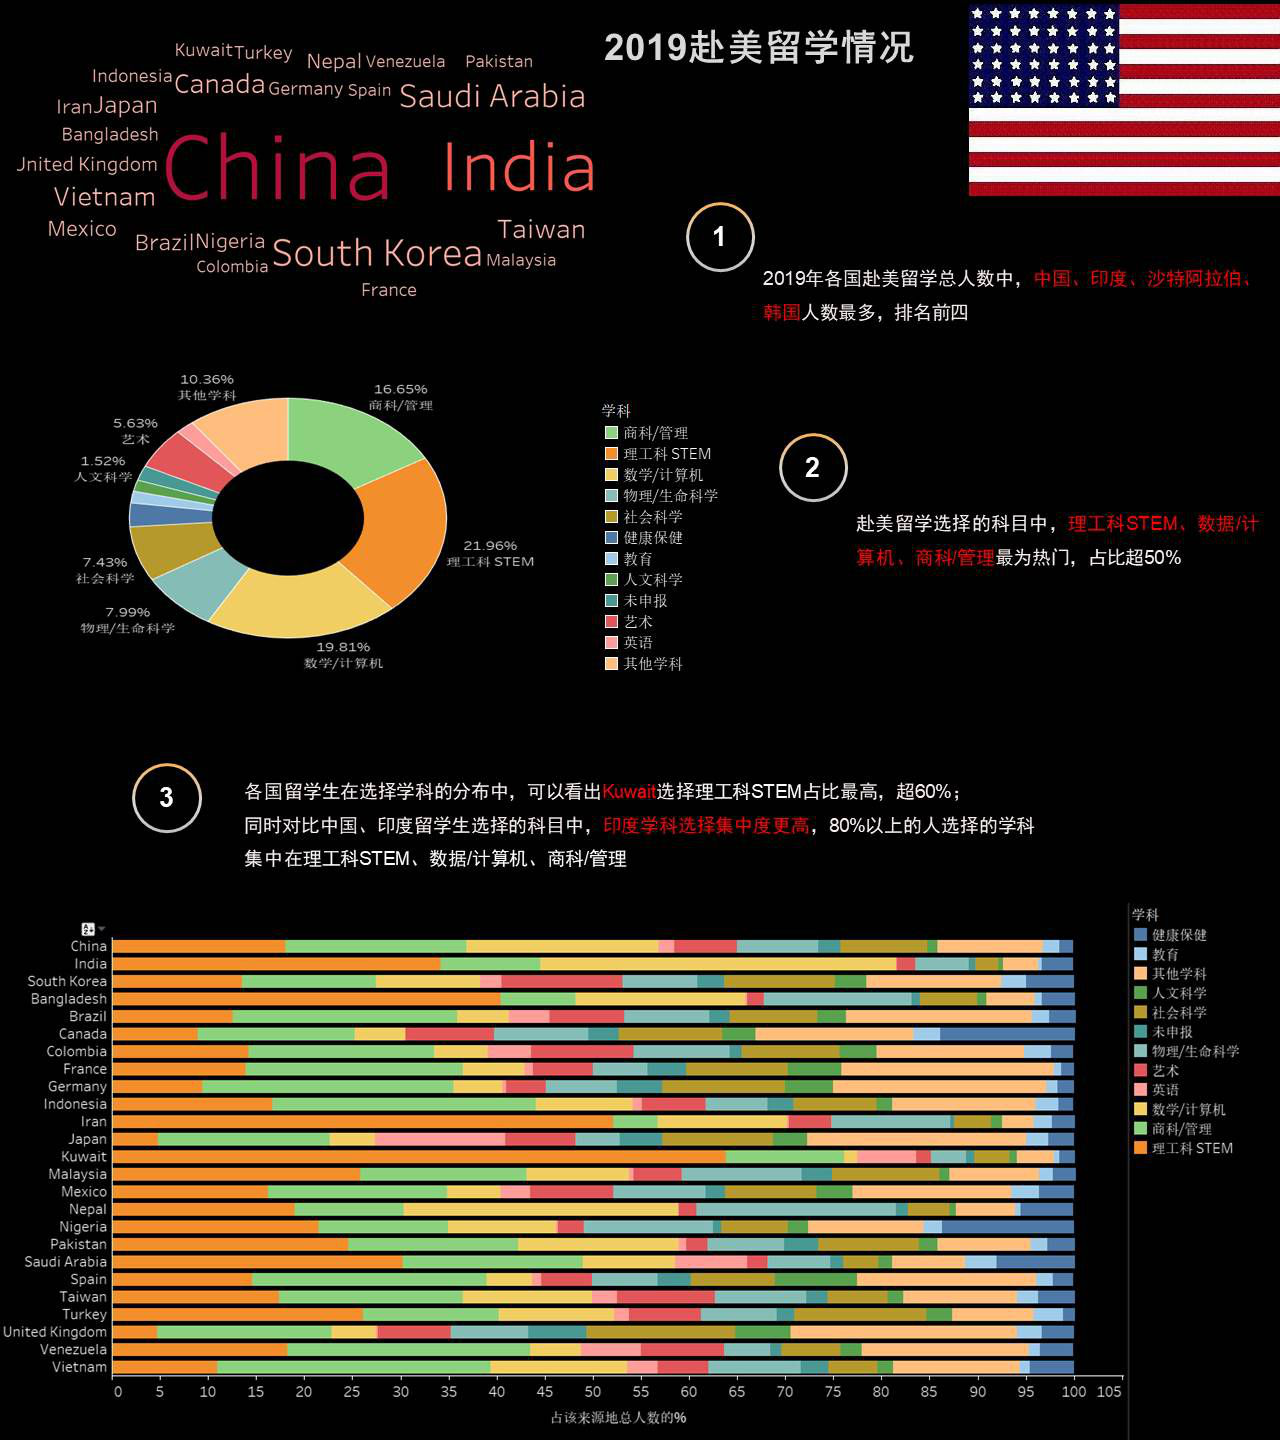 2019赴美留学情况
Kuwait
Turkey
Nepal
Venezuela
Pakistan
Indonesia
Canada
Germany
Spain
Saudi Arabia
Iran
Japan
Bangladesh
China
India
United Kingdom
Vietnam
Mexico
Taiwan
Brazil
Nigeria
South Korea
Colombia
Malaysia
France
1
2019年各国赴美留学总人数中，中国、印度、沙特阿拉伯、
韩国人数最多，排名前四
10.36%
其他学科
16.65%
商科/管理
5.63%
艺术
1.52%
人文科学
21.96%
理工科 STEM
7.43%
社会科学
7.99%
物理/生命科学
19.81%
数学/计算机
学科
商科/管理
理工科 STEM
数学/计算机
物理/生命科学
社会科学
健康保健
教育
人文科学
未申报
艺术
英语
其他学科
2
赴美留学选择的科目中，理工科STEM、数据/计
算机、商科/管理最为热门，占比超50%
3
各国留学生在选择学科的分布中，可以看出Kuwait选择理工科STEM占比最高，超60%；
同时对比中国、印度留学生选择的科目中，印度学科选择集中度更高，80%以上的人选择的学科
集中在理工科STEM、数据/计算机、商科/管理
China
India
South Korea
Bangladesh
Brazil
Canada
Colombia
France
Germany
Indonesia
Iran
Japan
Kuwait
Malaysia
Mexico
Nepal
Nigeria
Pakistan
Saudi Arabia
Spain
Taiwan
Turkey
United Kingdom
Venezuela
Vietnam
0 5 10 15 20 25 30 35 40 45 50 55 60 65 70 75 80 85 90 95 100 105
占该来源地总人数的%
学科
健康保健
教育
其他学科
人文科学
社会科学
未申报
物理/生命科学
艺术
英语
数学/计算机
商科/管理
理工科 STEM